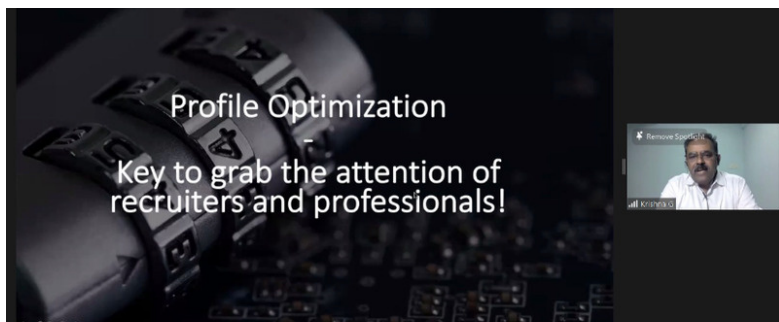 Profile Optimization
-
Key to grab the attention of
recruiters and professionals!
Remove Spotlight
Krishna G